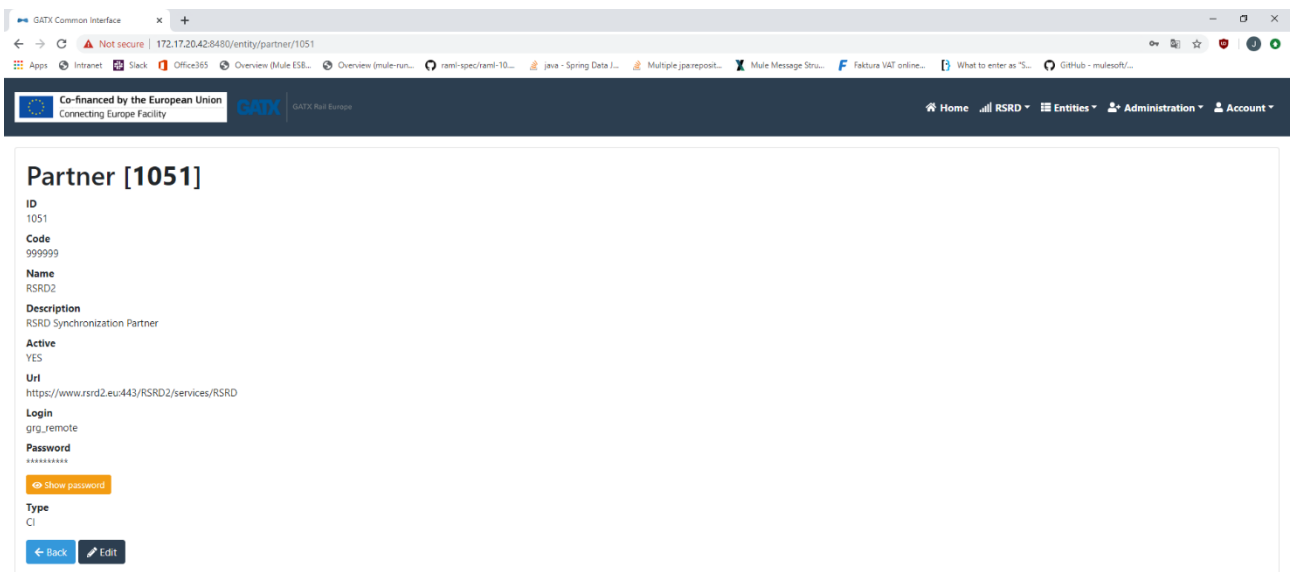 GATX Common Interface
Not secure | 172.17.20.42:8480/entity/partner/1051
Apps Intranet Slack Office365 Overview (Mule ESB... Overview (mule-run... raml-spec/raml-10... java - Spring Data J... Multiple jpa:reposit... Mule Message Stru... Faktura VAT online... What to enter as "S... GitHub - mulesoft/...
Co-financed by the European Union
Connecting Europe Facility
GATX GATX Rail Europe
Home RSRD Entities Administration Account
Partner [1051]
ID
1051
Code
999999
Name
RSRD2
Description
RSRD Synchronization Partner
Active
YES
Url
https://www.rsrd2.eu:443/RSRD2/services/RSRD
Login
grg_remote
Password
**********
Show password
Type
CI
Back Edit